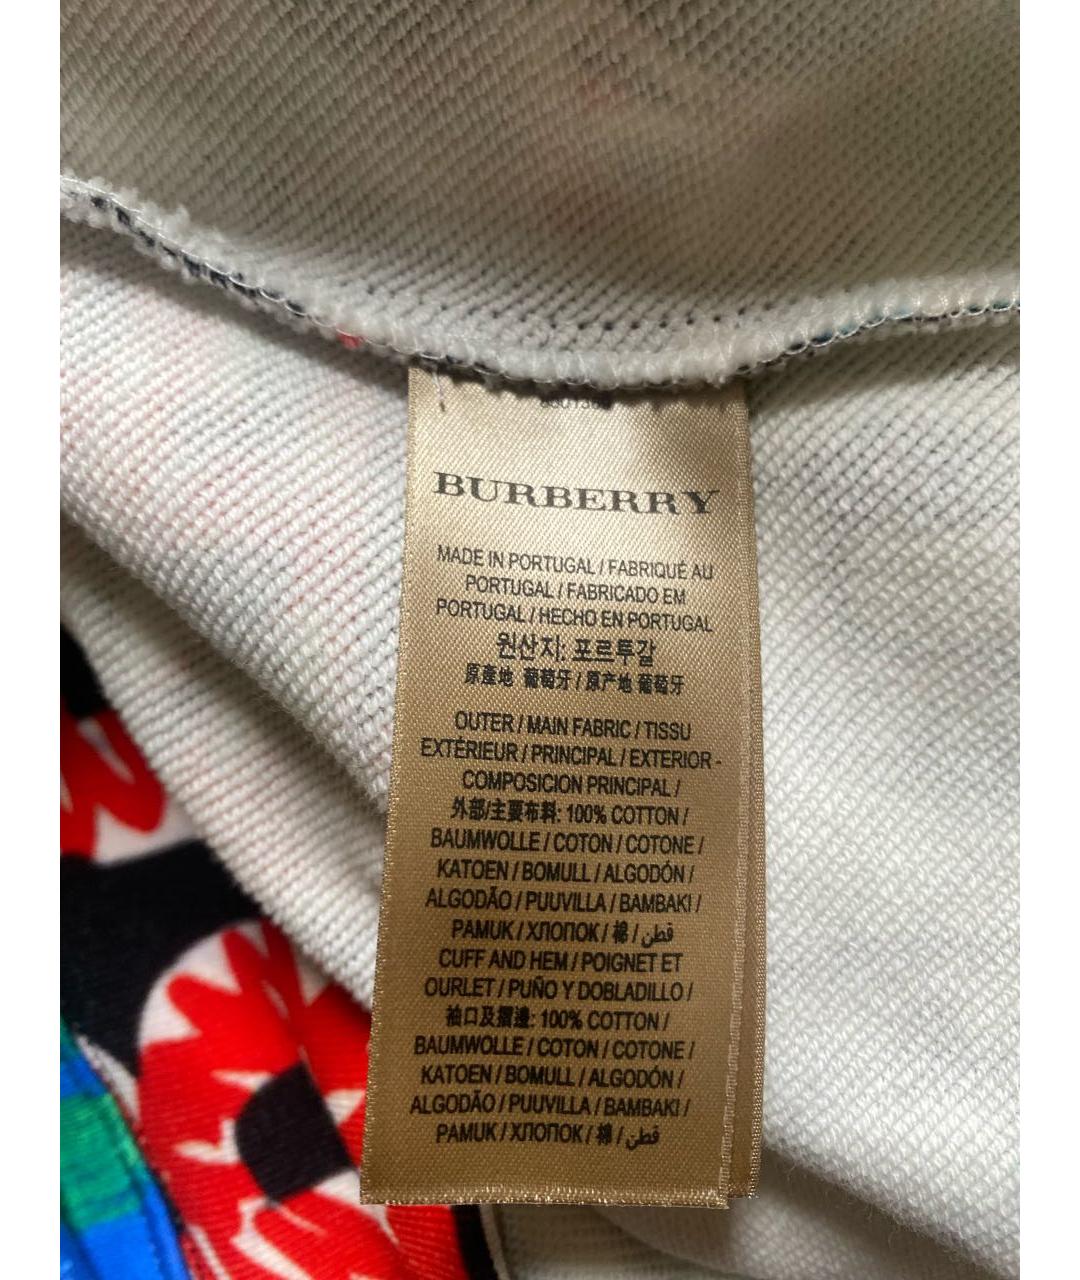 BURBERRY
MADE IN PORTUGAL / FABRIQUÉ AU
PORTUGAL / FABRICADO EM
PORTUGAL / HECHO EN PORTUGAL
원산지: 포르투갈
原產地 葡萄牙 / 原产地 葡萄牙
OUTER / MAIN FABRIC / TISSU
EXTÉRIEUR / PRINCIPAL / EXTERIOR -
COMPOSICION PRINCIPAL /
外部/主要布料: 100% COTTON /
BAUMWOLLE / COTON / COTONE /
KATOEN / BOMULL / ALGODÓN /
ALGODÃO / PUUVILLA / BAMBAKI /
PAMUK / ХЛОПОК / 棉 / قطن
CUFF AND HEM / POIGNET ET
OURLET / PUÑO Y DOBLADILLO /
袖口及摺邊: 100% COTTON /
BAUMWOLLE / COTON / COTONE /
KATOEN / BOMULL / ALGODÓN /
ALGODÃO / PUUVILLA / BAMBAKI /
PAMUK / ХЛОПОК / 棉 / قطن